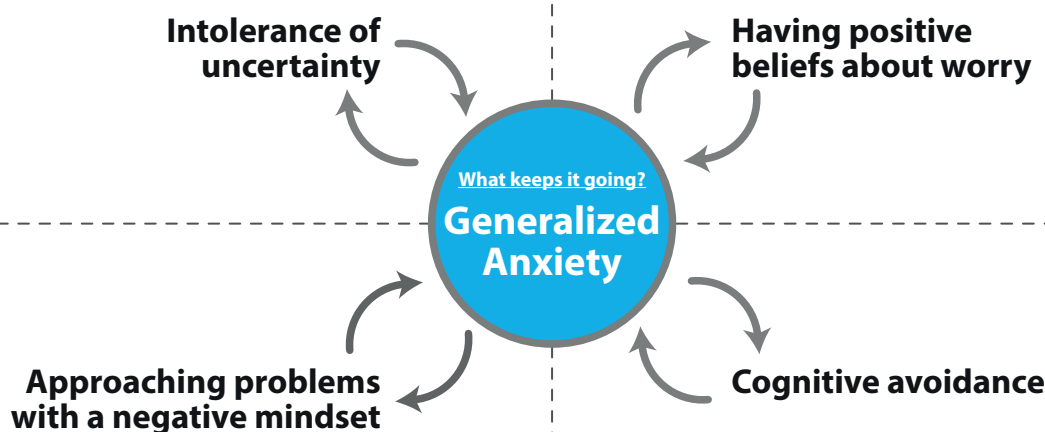 Intolerance of
uncertainty
Having positive
beliefs about worry
What keeps it going?
Generalized
Anxiety
Approaching problems
with a negative mindset
Cognitive avoidance